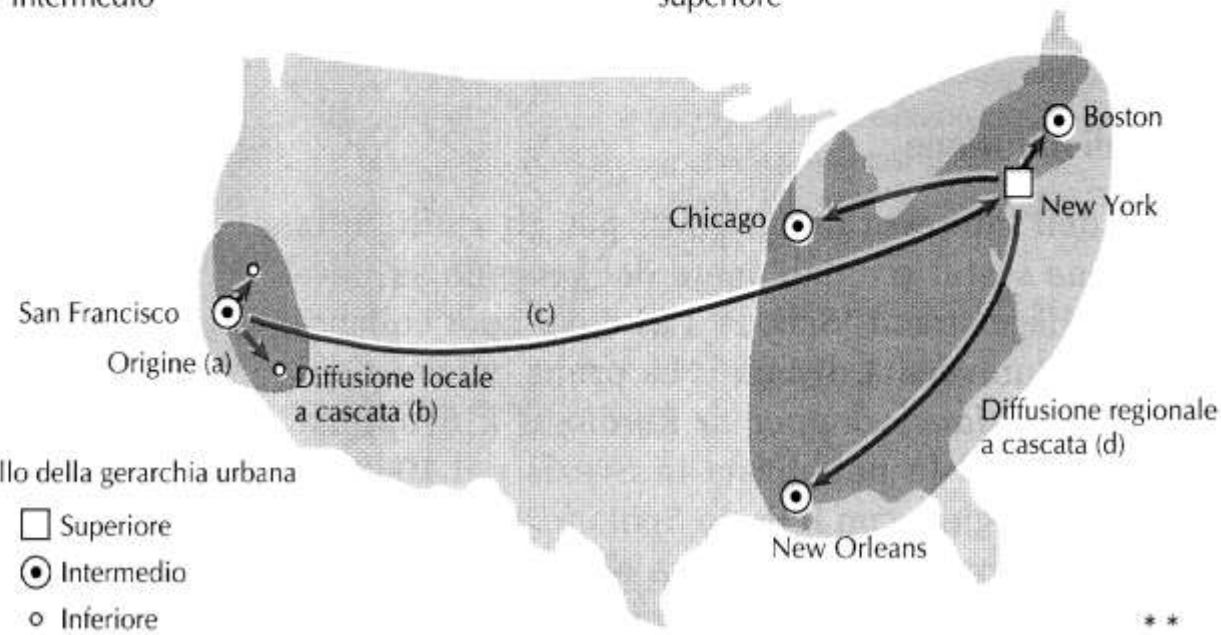 intermedio
superiore
Boston
New York
Chicago
San Francisco
(c)
Origine (a)
Diffusione locale
a cascata (b)
Diffusione regionale
a cascata (d)
llo della gerarchia urbana
Superiore
Intermedio
Inferiore
New Orleans
* *